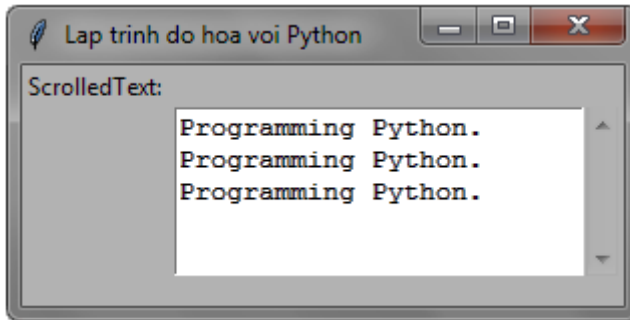 Lap trinh do hoa voi Python
ScrolledText:
Programming Python.
Programming Python.
Programming Python.